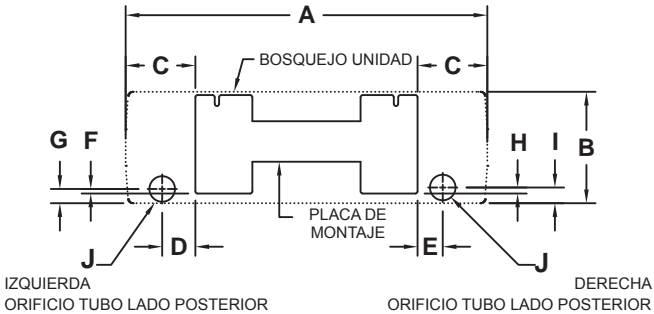 A
C
BOSQUEJO UNIDAD
C
G
F
H
I
B
PLACA DE
MONTAJE
J
D
E
J
IZQUIERDA
ORIFICIO TUBO LADO POSTERIOR
DERECHA
ORIFICIO TUBO LADO POSTERIOR